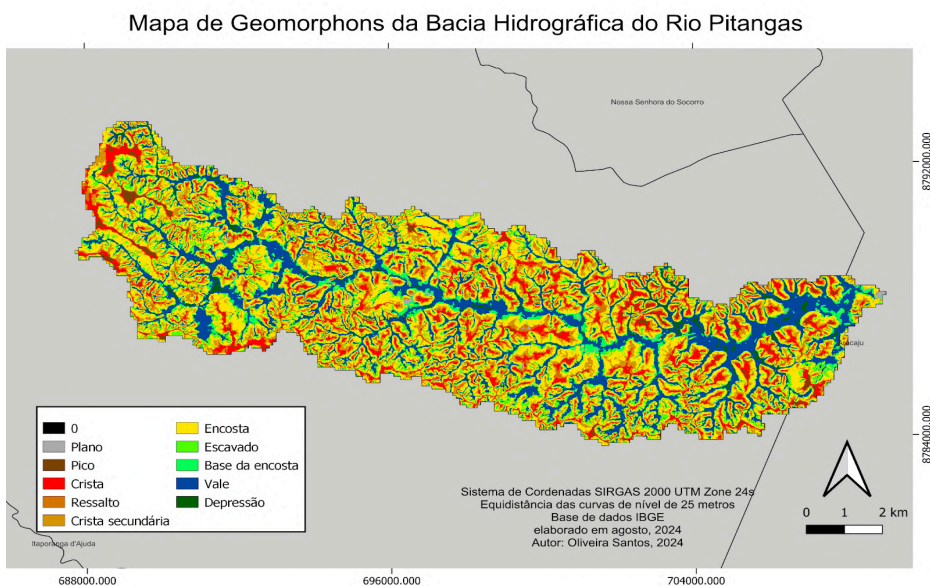 Mapa de Geomorphons da Bacia Hidrográfica do Rio Pitangas
Nossa Senhora do Socorro
8792000.000
Aracaju
8784000.000
0
Plano
Pico
Crista
Ressalto
Crista secundária
Encosta
Escavado
Base da encosta
Vale
Depressão
Itaporanga d'Ajuda
Sistema de Cordenadas SIRGAS 2000 UTM Zone 24s
Equidistância das curvas de nível de 25 metros
Base de dados IBGE
elaborado em agosto, 2024
Autor: Oliveira Santos, 2024
0 1 2 km
688000.000 696000.000 704000.000